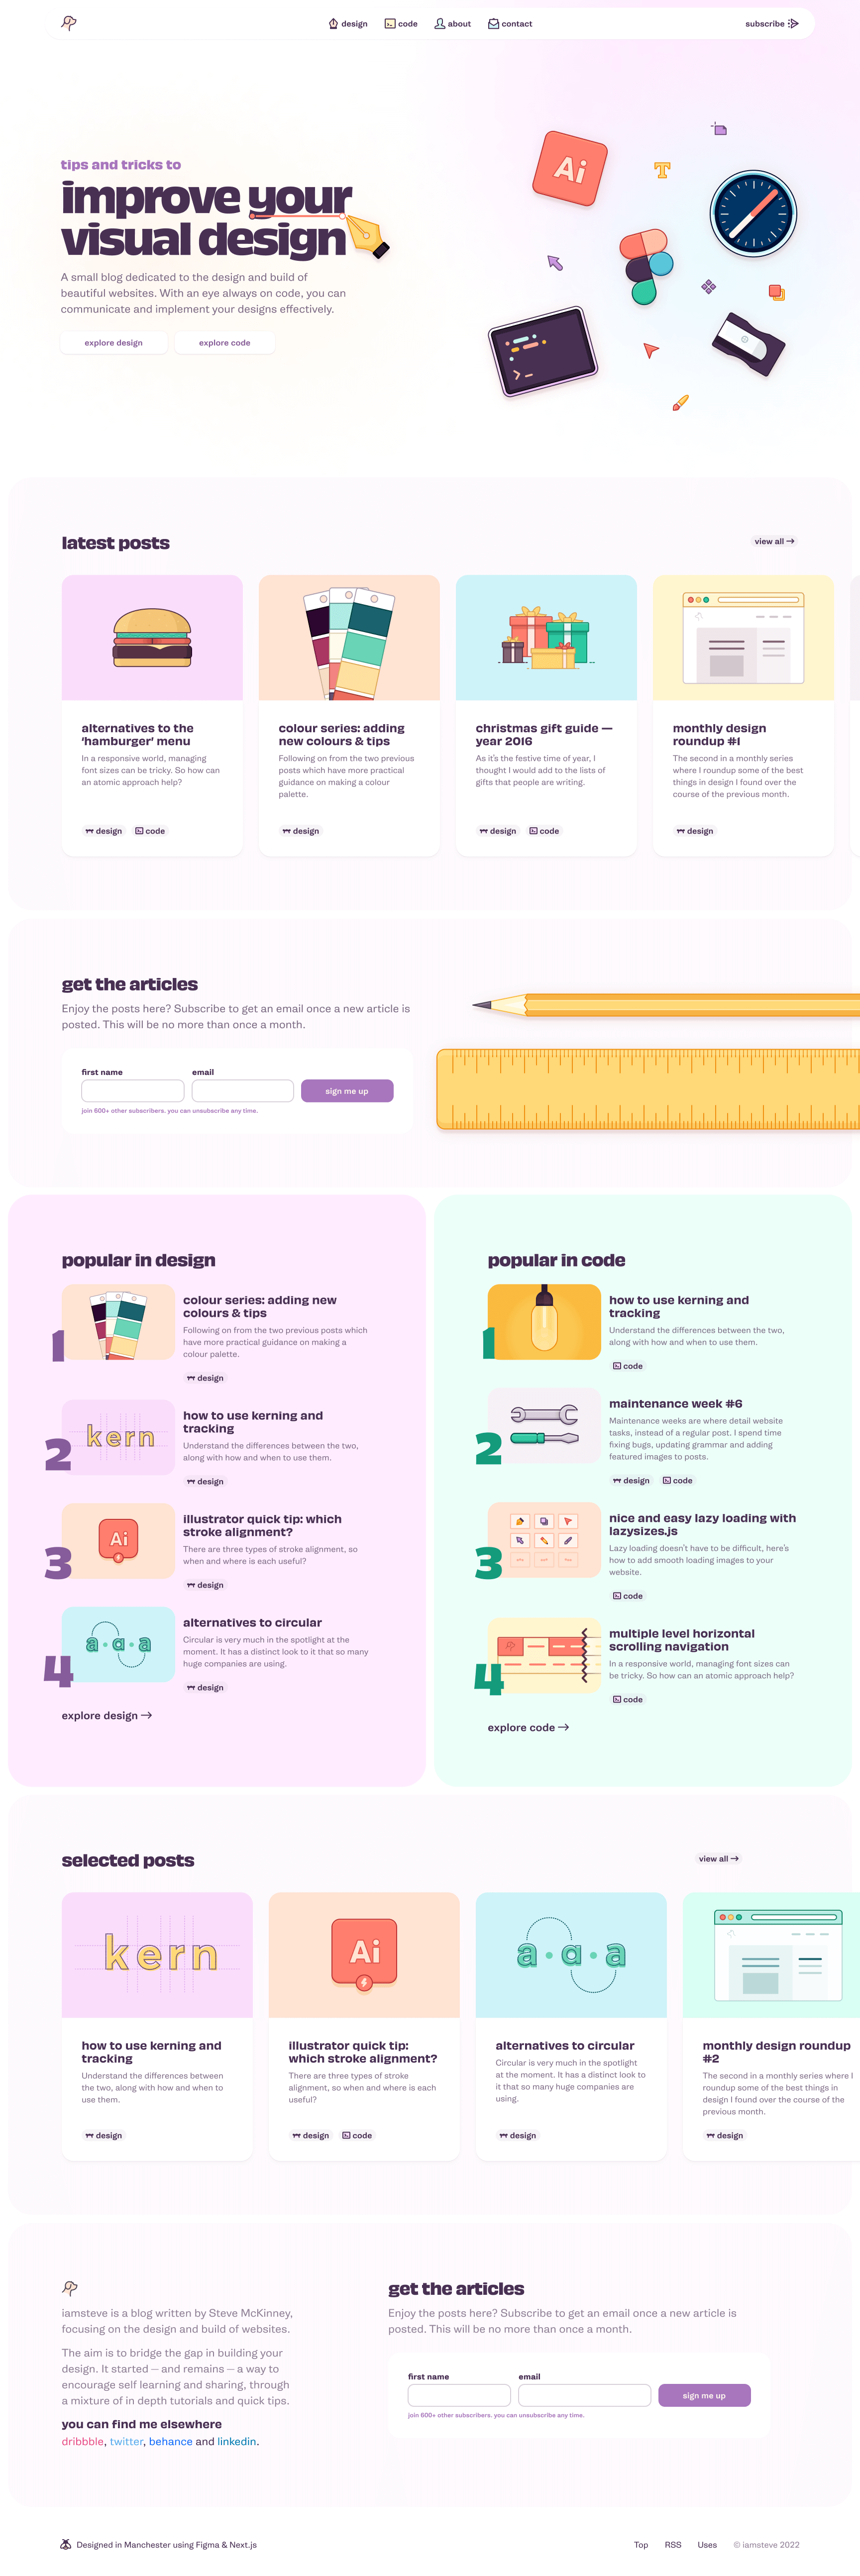 design code about contact subscribe
tips and tricks to
improve your
visual design
A small blog dedicated to the design and build of
beautiful websites. With an eye always on code, you can
communicate and implement your designs effectively.
explore design explore code
Ai
T
latest posts
view all →
alternatives to the
‘hamburger’ menu
In a responsive world, managing
font sizes can be tricky. So how can
an atomic approach help?
design code
colour series: adding
new colours & tips
Following on from the two previous
posts which have more practical
guidance on making a colour
palette.
design
christmas gift guide —
year 2016
As it’s the festive time of year, I
thought I would add to the lists of
gifts that people are writing.
design code
monthly design
roundup #1
The second in a monthly series
where I roundup some of the best
things in design I found over the
course of the previous month.
design
get the articles
Enjoy the posts here? Subscribe to get an email once a new article is
posted. This will be no more than once a month.
first name email
sign me up
join 600+ other subscribers. you can unsubscribe any time.
popular in design
1
colour series: adding new
colours & tips
Following on from the two previous posts which
have more practical guidance on making a
colour palette.
design
kern
2
how to use kerning and
tracking
Understand the differences between the two,
along with how and when to use them.
design
Ai
3
illustrator quick tip: which
stroke alignment?
There are three types of stroke alignment, so
when and where is each useful?
design
a a a
4
alternatives to circular
Circular is very much in the spotlight at the
moment. It has a distinct look to it that so many
huge companies are using.
design
explore design →
popular in code
1
how to use kerning and
tracking
Understand the differences between the two,
along with how and when to use them.
code
2
maintenance week #6
Maintenance weeks are where detail website
tasks, instead of a regular post. I spend time
fixing bugs, updating grammar and adding
featured images to posts.
design code
3
nice and easy lazy loading with
lazysizes.js
Lazy loading doesn’t have to be difficult, here’s
how to add smooth loading images to your
website.
code
4
multiple level horizontal
scrolling navigation
In a responsive world, managing font sizes can
be tricky. So how can an atomic approach help?
code
explore code →
selected posts
view all →
kern
how to use kerning and
tracking
Understand the differences between
the two, along with how and when to
use them.
design
Ai
illustrator quick tip:
which stroke alignment?
There are three types of stroke
alignment, so when and where is each
useful?
design code
a a a
alternatives to circular
Circular is very much in the spotlight
at the moment. It has a distinct look to
it that so many huge companies are
using.
design
monthly design roundup
#2
The second in a monthly series where I
roundup some of the best things in
design I found over the course of the
previous month.
design
iamsteve is a blog written by Steve McKinney,
focusing on the design and build of websites.
The aim is to bridge the gap in building your
design. It started — and remains — a way to
encourage self learning and sharing, through
a mixture of in depth tutorials and quick tips.
you can find me elsewhere
dribbble, twitter, behance and linkedin.
get the articles
Enjoy the posts here? Subscribe to get an email once a new article is
posted. This will be no more than once a month.
first name email
sign me up
join 600+ other subscribers. you can unsubscribe any time.
Designed in Manchester using Figma & Next.js
Top RSS Uses © iamsteve 2022